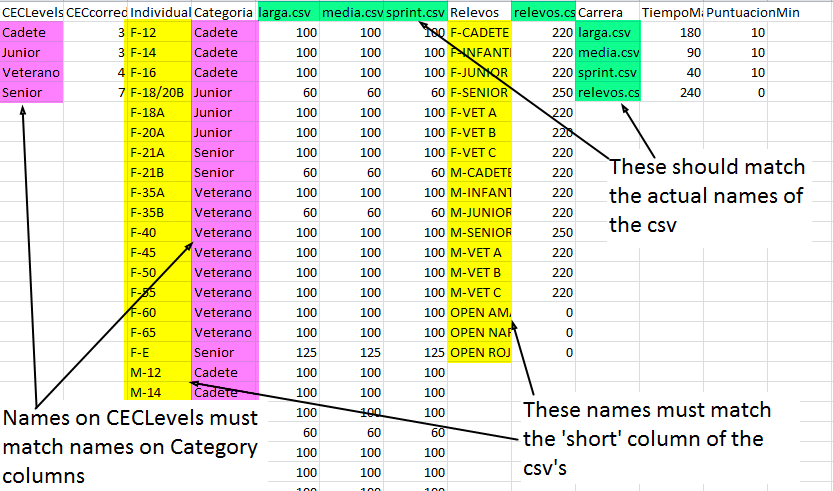 CECLevels CECcorred Individual Categoria larga.csv media.csv sprint.csv Relevos relevos.cs Carrera TiempoMa PuntuacionMin
Cadete 3 F-12 Cadete 100 100 100 F-CADETE 220 larga.csv 180 10
Junior 3 F-14 Cadete 100 100 100 F-INFANT 220 media.csv 90 10
Veterano 4 F-16 Cadete 100 100 100 F-JUNIOR 220 sprint.csv 40 10
Senior 7 F-18/20B Junior 60 60 60 F-SENIOR 250 relevos.cs 240 0
F-18A Junior 100 100 100 F-VET A 220
F-20A Junior 100 100 100 F-VET B 220
F-21A Senior 100 100 100 F-VET C 220
F-21B Senior 60 60 60 M-CADETE 220
F-35A Veterano 100 100 100 M-INFANT 220
F-35B Veterano 60 60 60 M-JUNIOR 220
F-40 Veterano 100 100 100 M-SENIOR 250
F-45 Veterano 100 100 100 M-VET A 220
F-50 Veterano 100 100 100 M-VET B 220
F-55 Veterano 100 100 100 M-VET C 220
F-60 Veterano 100 100 100 OPEN AMA 0
F-65 Veterano 100 100 100 OPEN NAR 0
F-E Senior 125 125 125 OPEN ROJ 0
M-12 Cadete 100 100 100
M-14 Cadete 100 100 100
100 100 100
60 60 60
100 100 100
100 100 100
These should match
the actual names of
the csv
Names on CECLevels must
match names on Category
columns
These names must match
the 'short' column of the
csv's